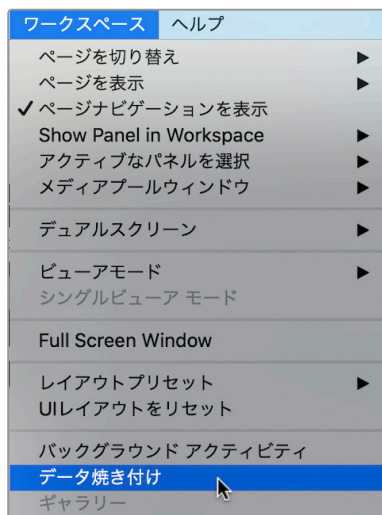 ワークスペース ヘルプ
ページを切り替え
ページを表示
ページナビゲーションを表示
Show Panel in Workspace
アクティブなパネルを選択
メディアプールウィンドウ
デュアルスクリーン
ビューアモード
シングルビューア モード
Full Screen Window
レイアウトプリセット
UIレイアウトをリセット
バックグラウンド アクティビティ
データ焼き付け
ギャラリー